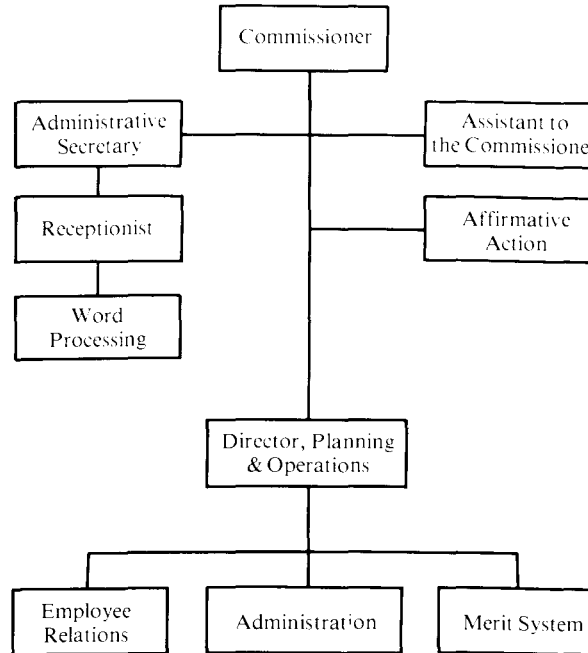 Commissioner
Administrative
Secretary
Assistant to
the Commissione
Receptionist
Affirmative
Action
Word
Processing
Director, Planning
& Operations
Employee
Relations
Administration
Merit System